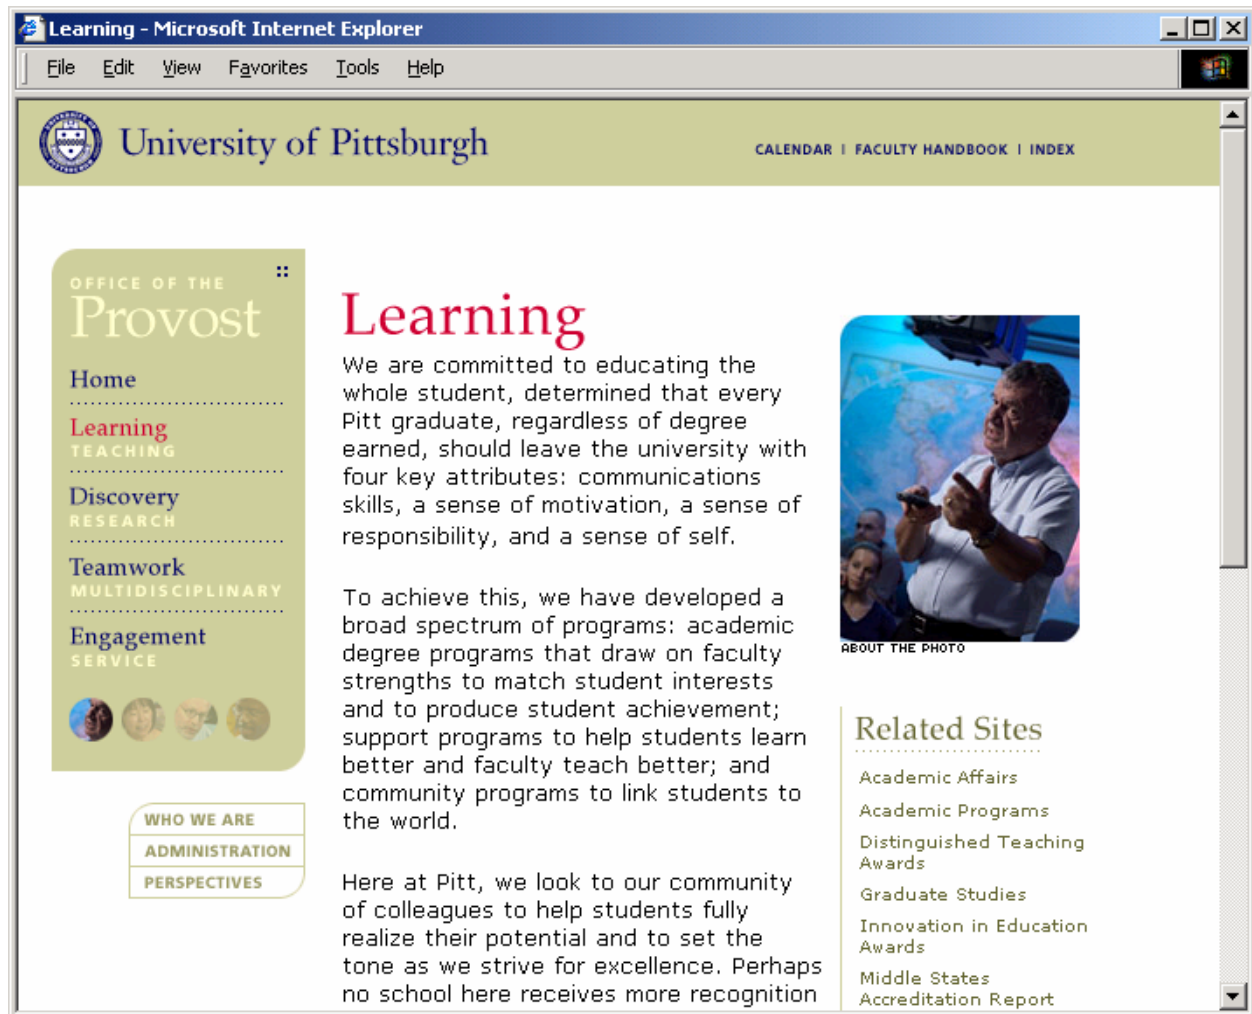 Learning - Microsoft Internet Explorer
File Edit View Favorites Tools Help
University of Pittsburgh
CALENDAR | FACULTY HANDBOOK | INDEX
OFFICE OF THE
Provost
Home
Learning
TEACHING
Discovery
RESEARCH
Teamwork
MULTIDISCIPLINARY
Engagement
SERVICE
WHO WE ARE
ADMINISTRATION
PERSPECTIVES
Learning
We are committed to educating the
whole student, determined that every
Pitt graduate, regardless of degree
earned, should leave the university with
four key attributes: communications
skills, a sense of motivation, a sense of
responsibility, and a sense of self.
To achieve this, we have developed a
broad spectrum of programs: academic
degree programs that draw on faculty
strengths to match student interests
and to produce student achievement;
support programs to help students learn
better and faculty teach better; and
community programs to link students to
the world.
Here at Pitt, we look to our community
of colleagues to help students fully
realize their potential and to set the
tone as we strive for excellence. Perhaps
no school here receives more recognition
ABOUT THE PHOTO
Related Sites
Academic Affairs
Academic Programs
Distinguished Teaching
Awards
Graduate Studies
Innovation in Education
Awards
Middle States
Accreditation Report